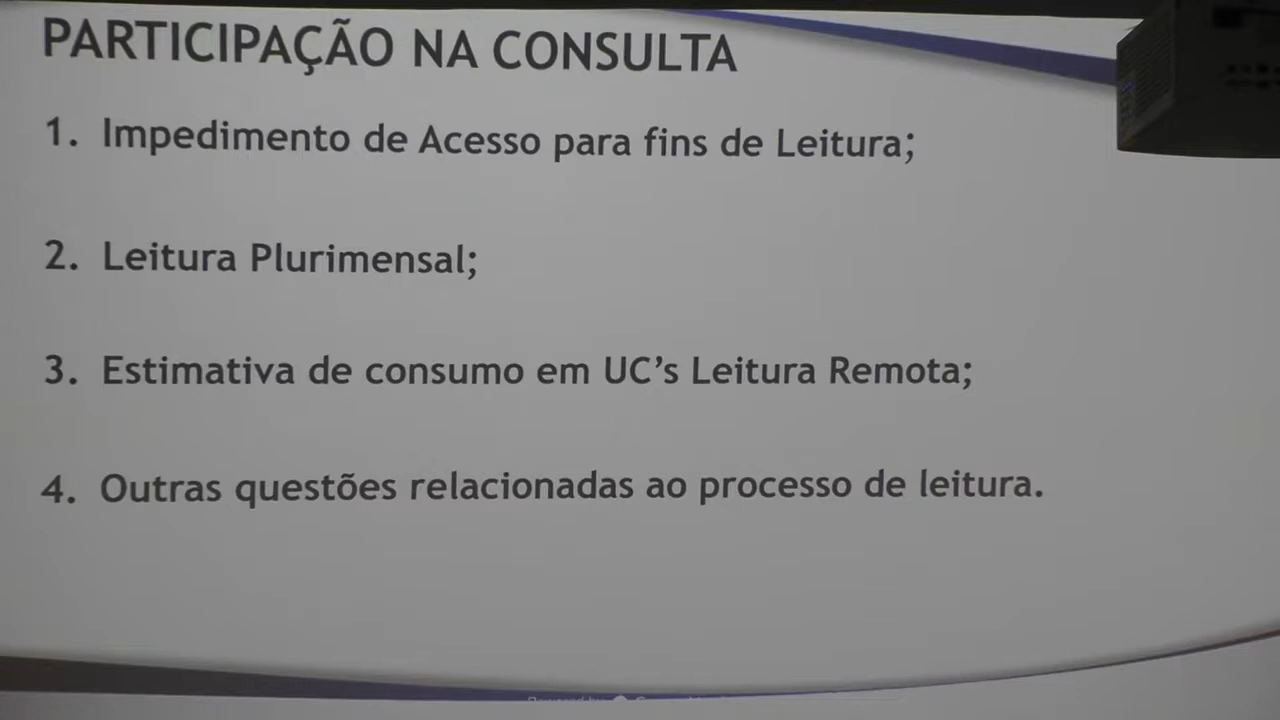 PARTICIPAÇÃO NA CONSULTA
1. Impedimento de Acesso para fins de Leitura;
2. Leitura Plurimensal;
3. Estimativa de consumo em UC’s Leitura Remota;
4. Outras questões relacionadas ao processo de leitura.